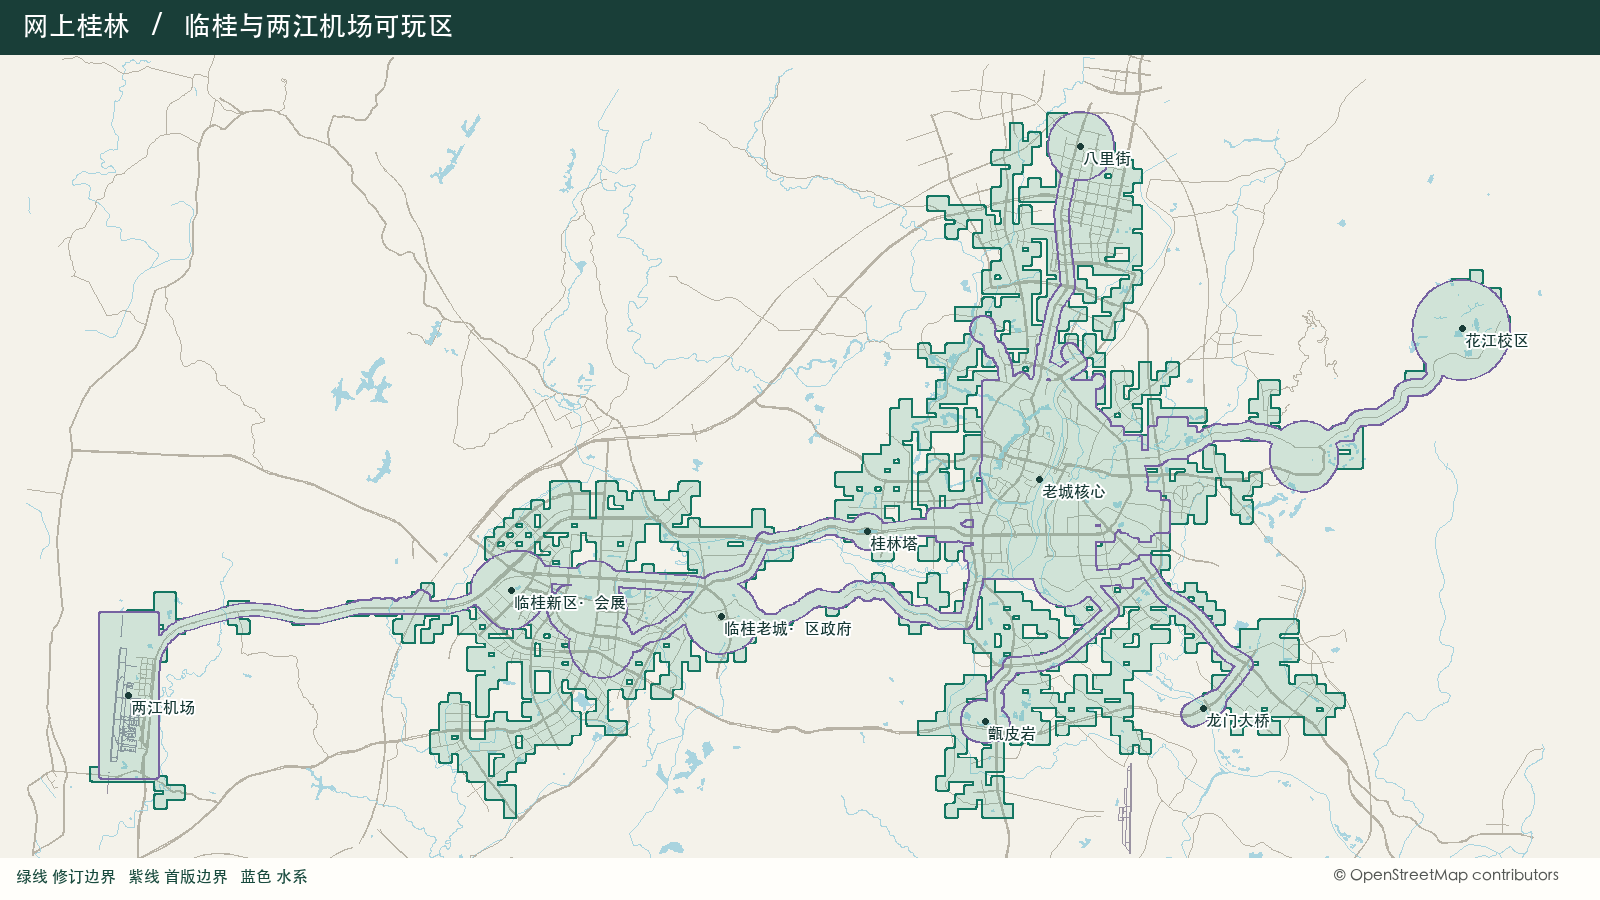 网上桂林 / 临桂与两江机场可玩区
八里街
花江校区
老城核心
桂林塔
临桂新区·会展
临桂老城·区政府
两江机场
龙门大桥
甑皮岩
绿线 修订边界 紫线 首版边界 蓝色 水系
© OpenStreetMap contributors